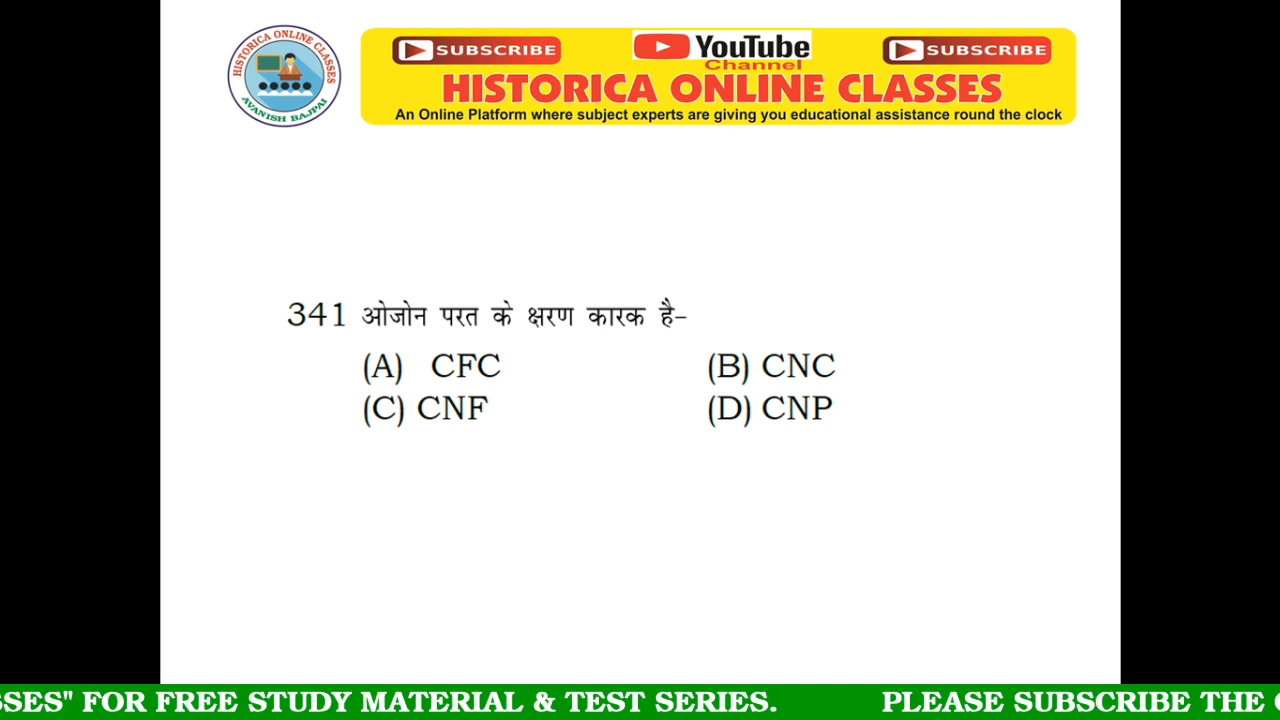 HISTORICA ONLINE CLASSES
AVANISH BAJPAI
SUBSCRIBE
YouTube
Channel
SUBSCRIBE
HISTORICA ONLINE CLASSES
An Online Platform where subject experts are giving you educational assistance round the clock
341 ओजोन परत के क्षरण कारक है–
(A) CFC (B) CNC
(C) CNF (D) CNP
SSES" FOR FREE STUDY MATERIAL & TEST SERIES. PLEASE SUBSCRIBE THE